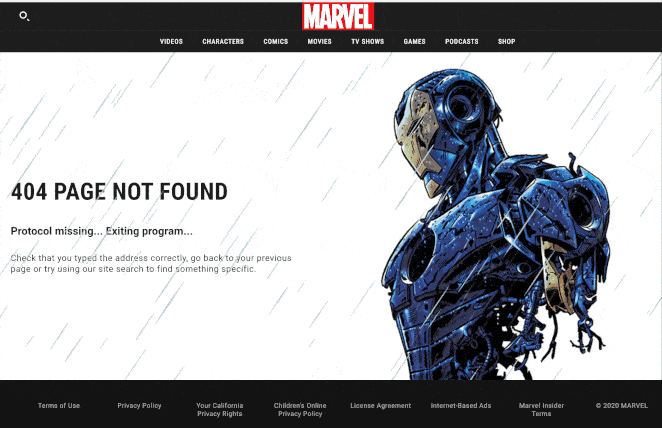 MARVEL
VIDEOS CHARACTERS COMICS MOVIES TV SHOWS GAMES PODCASTS SHOP
404 PAGE NOT FOUND
Protocol missing... Exiting program...
Check that you typed the address correctly, go back to your previous
page or try using our site search to find something specific.
Terms of Use
Privacy Policy
Your California
Privacy Rights
Children's Online
Privacy Policy
License Agreement
Internet-Based Ads
Marvel Insider
Terms
© 2020 MARVEL